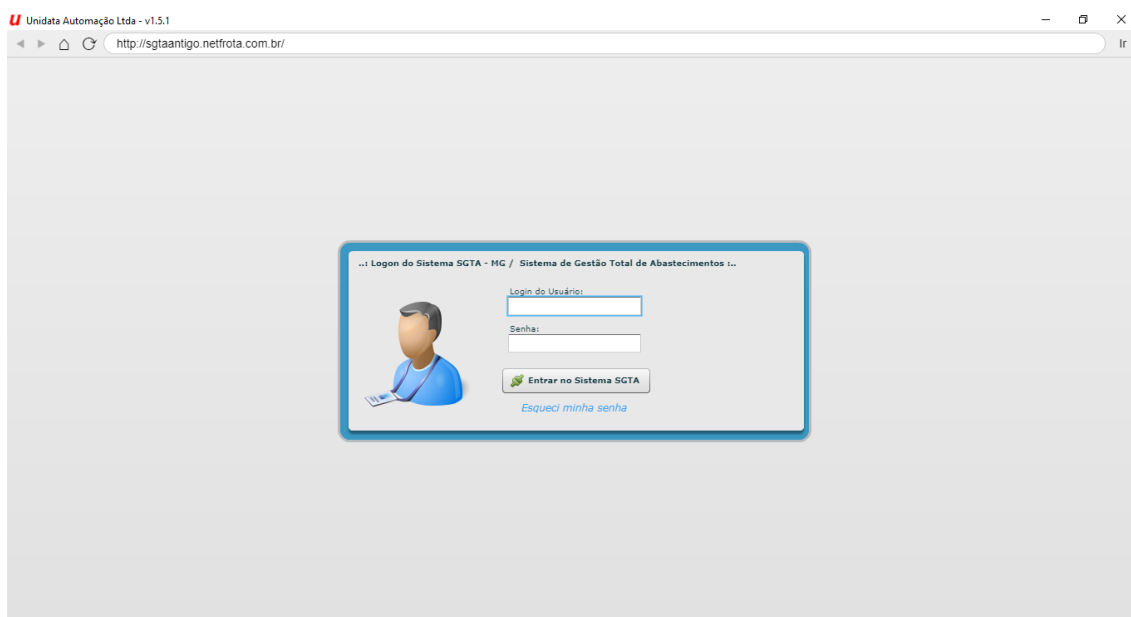 U Unidata Automação Ltda - v1.5.1
http://sgtaantigo.netfrota.com.br/ Ir
..: Logon do Sistema SGTA - MG / Sistema de Gestão Total de Abastecimentos :..
Login do Usuário:
Senha:
Entrar no Sistema SGTA
Esqueci minha senha